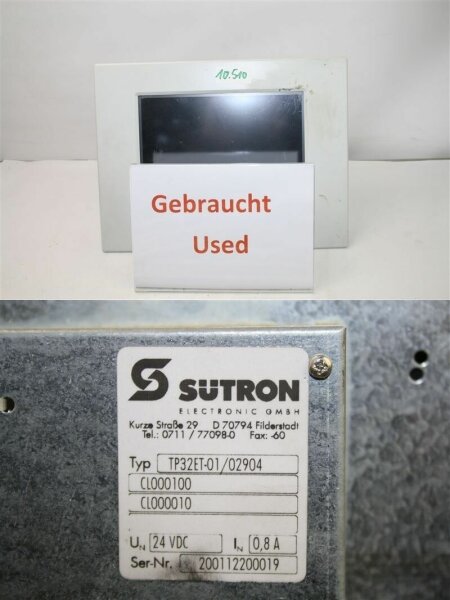 10.510
Gebraucht
Used
SÜTRON
ELECTRONIC GMBH
Kurze Straße 29 D 70794 Filderstadt
Tel.: 0711 / 77098-0 Fax: -60
Typ TP32ET-01/02904
CL000100
CL000010
UN 24 VDC IN 0,8 A
Ser-Nr. 200112200019